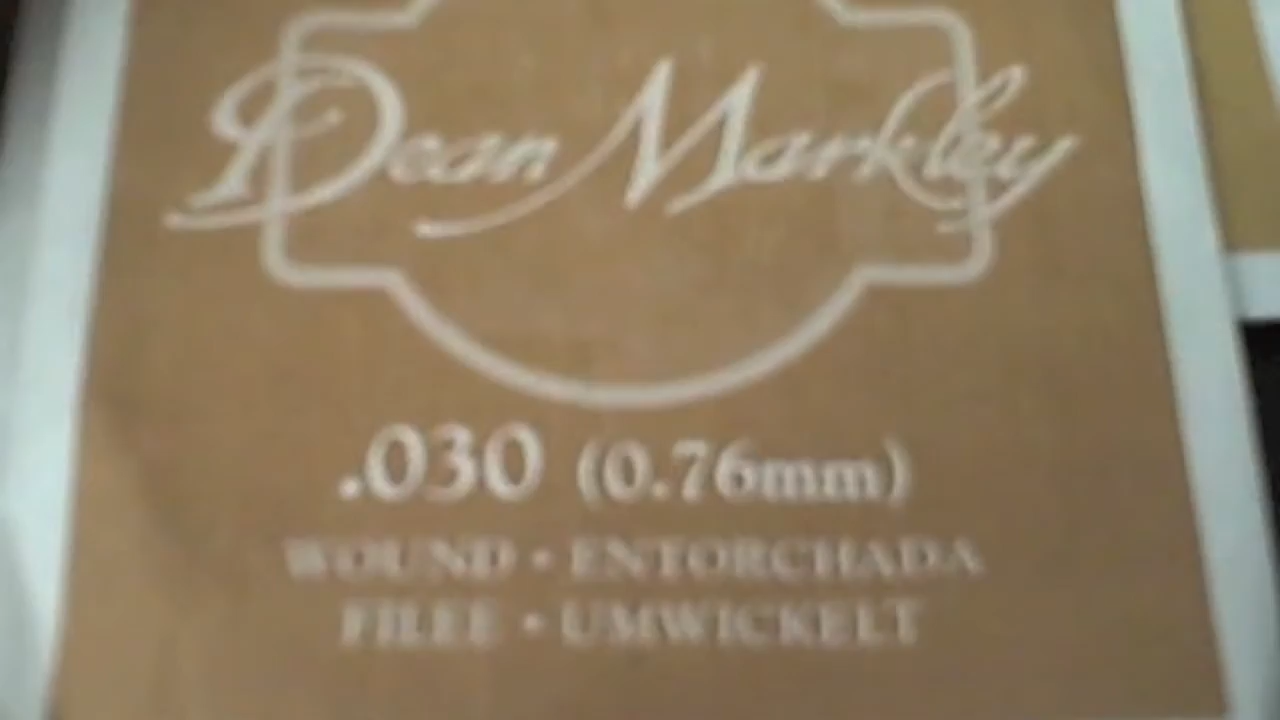 Dean Markley
.030 (0.76mm)
WOUND • ENTORCHADA
FILEE • UMWICKELT